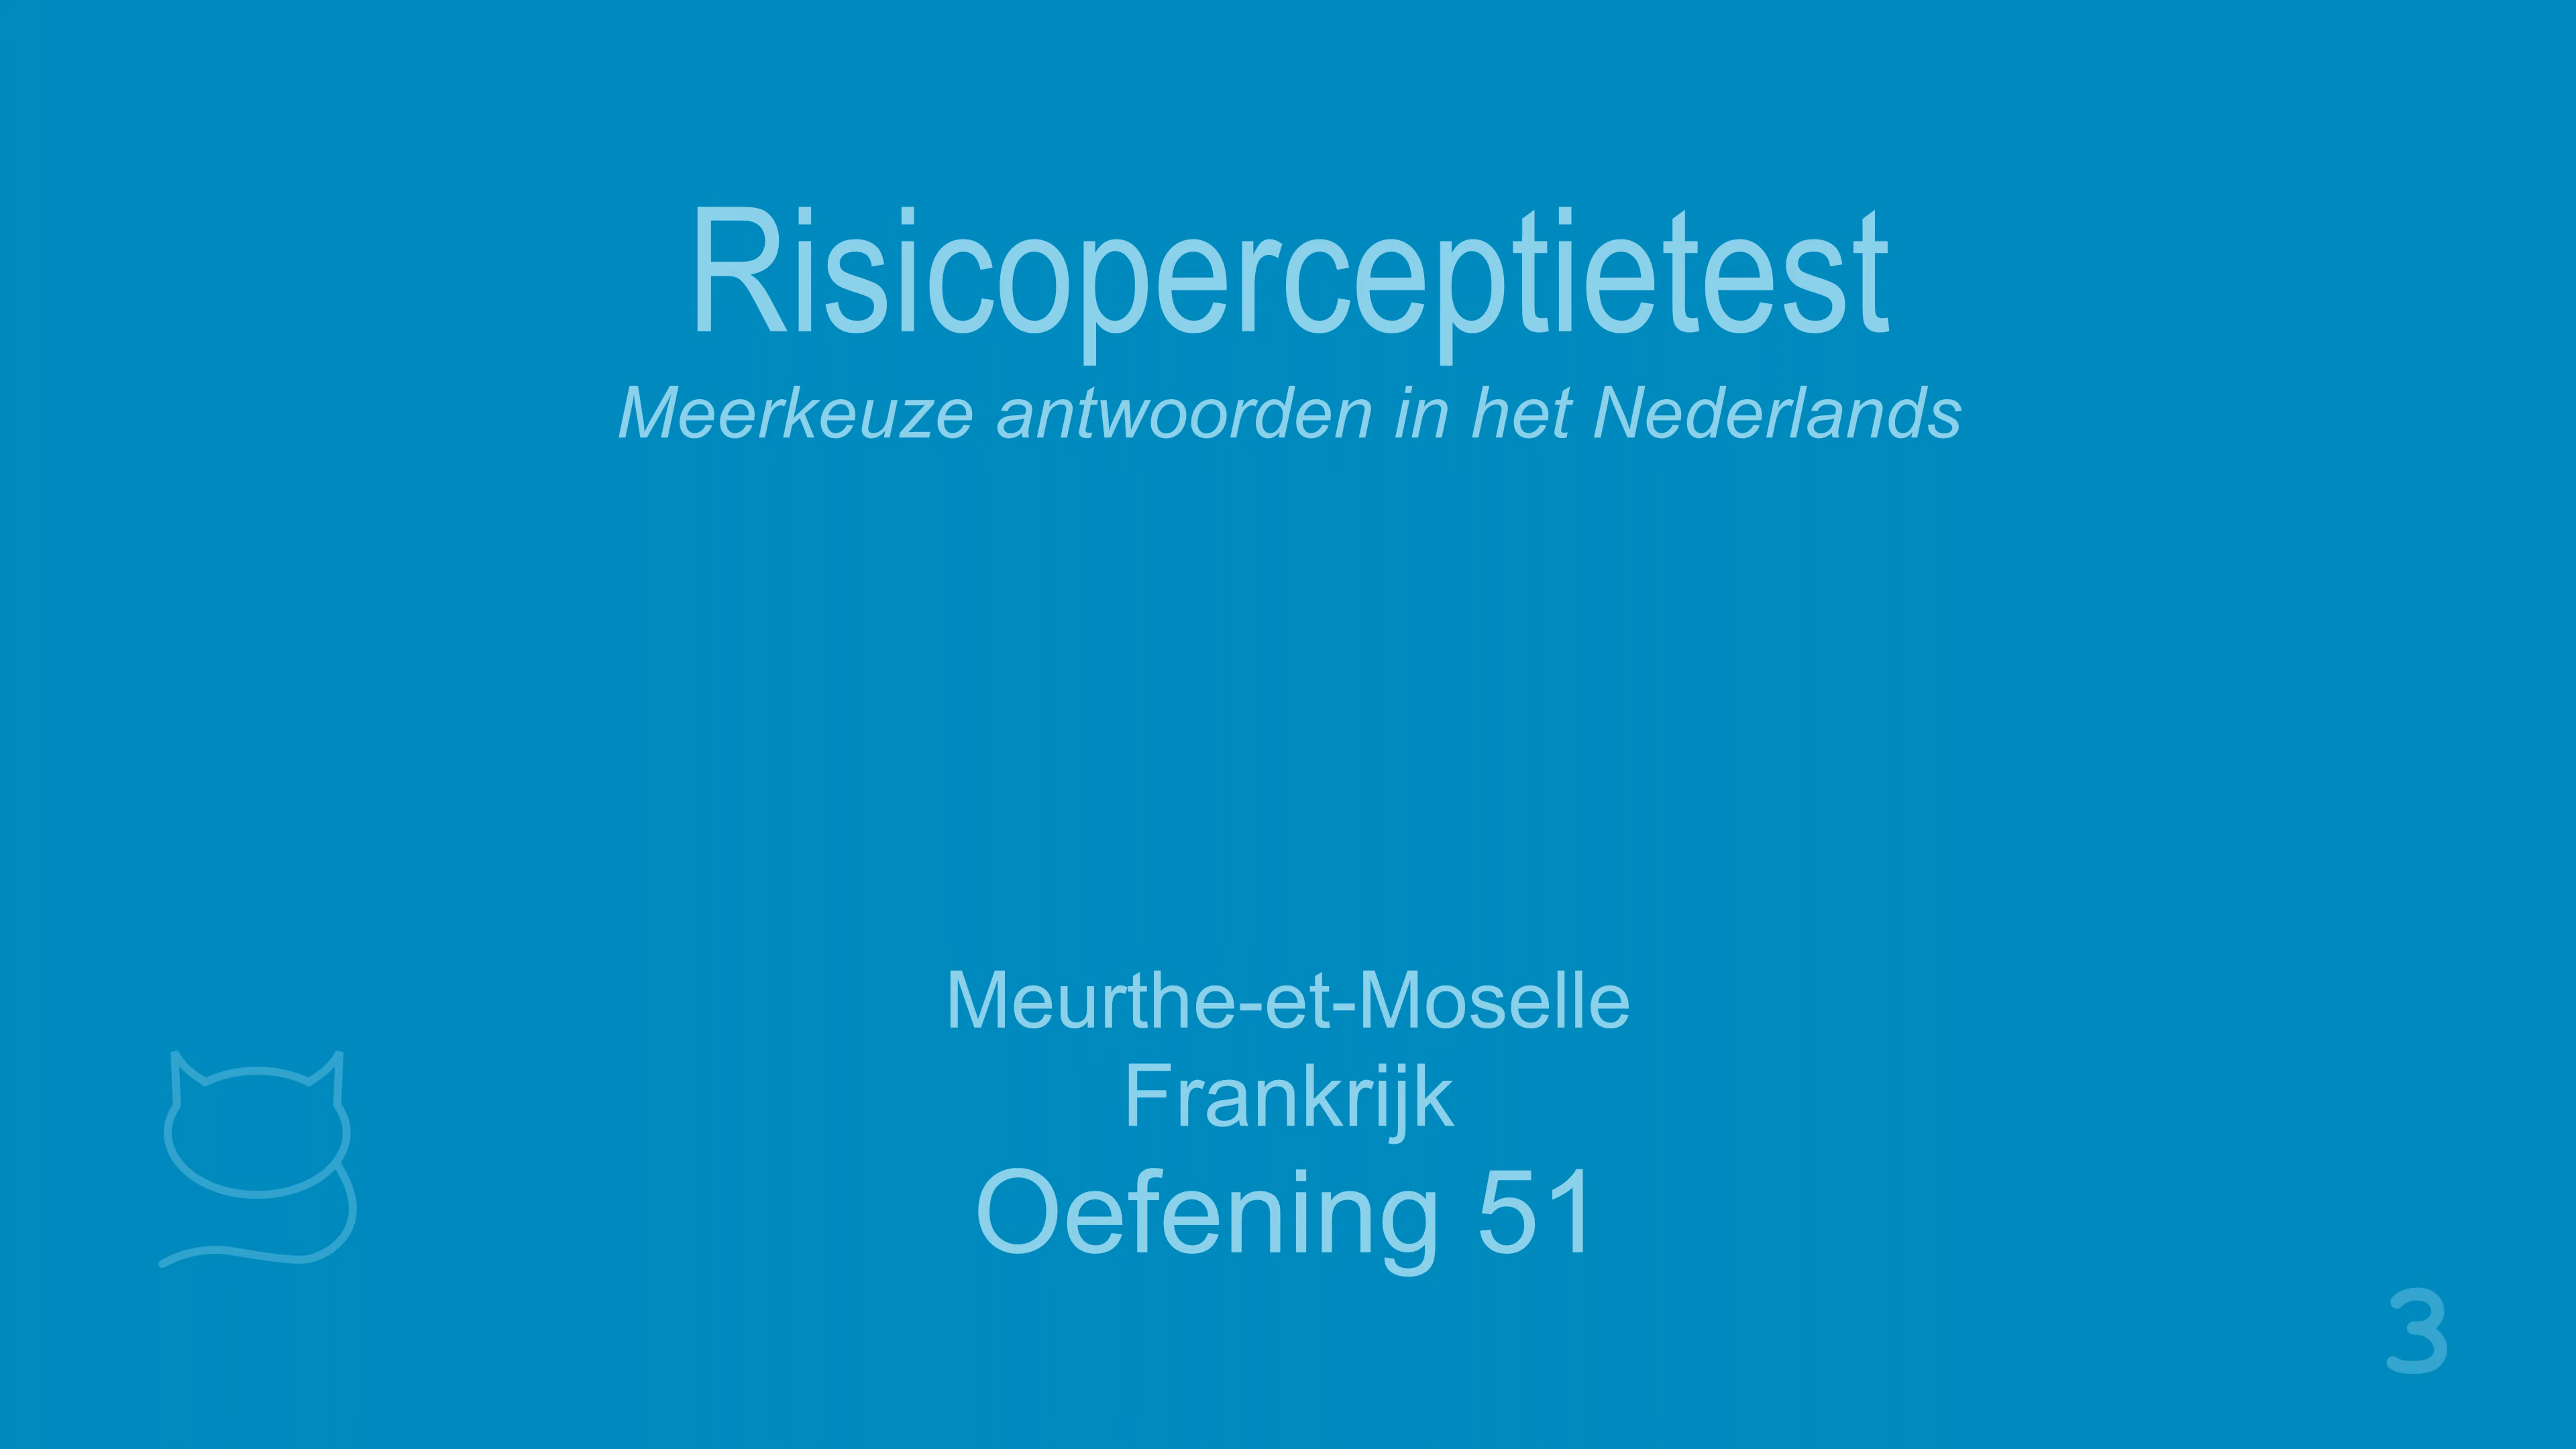 Risicoperceptietest
Meerkeuze antwoorden in het Nederlands
Meurthe-et-Moselle
Frankrijk
Oefening 51
3